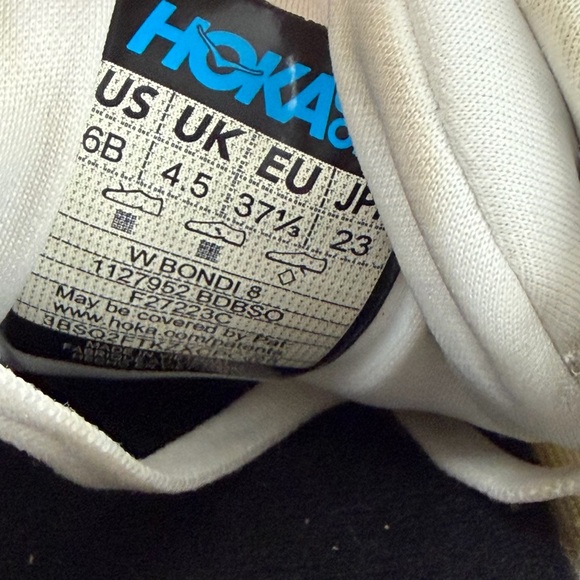 HOKA
US UK EU JP
6B 4 5 37⅓ 23
W BONDI 8
1127952 BDBSO
F27223C
May be covered by Pat
www.hoka.com/patents